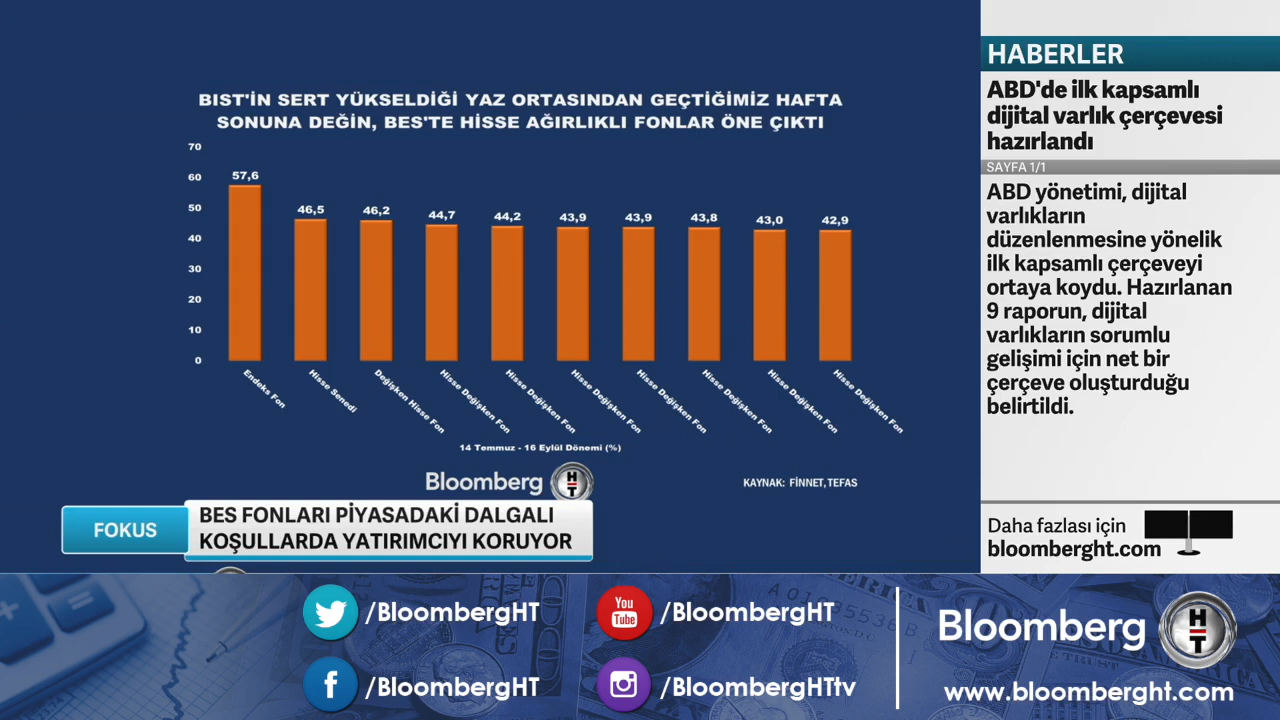 BIST'İN SERT YÜKSELDİĞİ YAZ ORTASINDAN GEÇTİĞİMİZ HAFTA
SONUNA DEĞİN, BES'TE HİSSE AĞIRLIKLI FONLAR ÖNE ÇIKTI
70
60
50
40
30
20
10
0
57,6
46,5
46,2
44,7
44,2
43,9
43,9
43,8
43,0
42,9
Endeks Fon
Hisse Senedi
Değişken Hisse Fon
Hisse Değişken Fon
Hisse Değişken Fon
Hisse Değişken Fon
Hisse Değişken Fon
Hisse Değişken Fon
Hisse Değişken Fon
Hisse Değişken Fon
14 Temmuz - 16 Eylül Dönemi (%)
Bloomberg HT
KAYNAK: FİNNET,TEFAS
FOKUS
BES FONLARI PİYASADAKİ DALGALI
KOŞULLARDA YATIRIMCIYI KORUYOR
HABERLER
ABD'de ilk kapsamlı
dijital varlık çerçevesi
hazırlandı
SAYFA 1/1
ABD yönetimi, dijital
varlıkların
düzenlenmesine yönelik
ilk kapsamlı çerçeveyi
ortaya koydu. Hazırlanan
9 raporun, dijital
varlıkların sorumlu
gelişimi için net bir
çerçeve oluşturduğu
belirtildi.
Daha fazlası için
bloomberght.com
/BloombergHT
You Tube /BloombergHT
/BloombergHT
/BloombergHTtv
Bloomberg HT
www.bloomberght.com